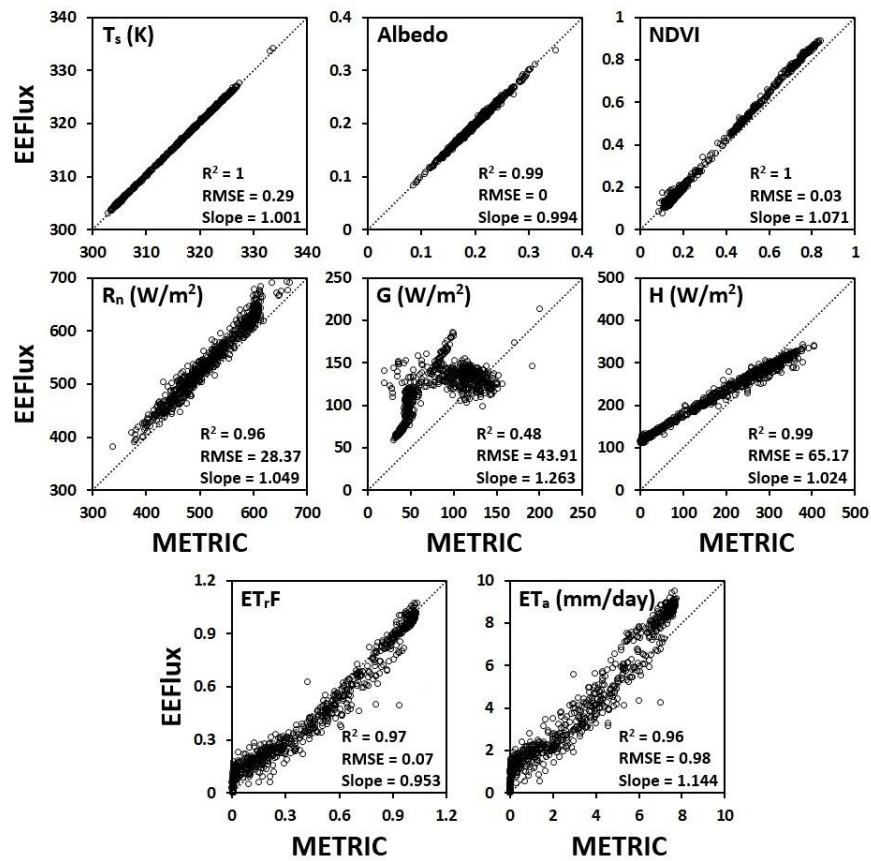 Tₛ (K)
Albedo
NDVI
EEFlux
340
330
320
310
300
300 310 320 330 340
R² = 1
RMSE = 0.29
Slope = 1.001
0.4
0.3
0.2
0.1
0
0 0.1 0.2 0.3 0.4
R² = 0.99
RMSE = 0
Slope = 0.994
1
0.8
0.6
0.4
0.2
0
0 0.2 0.4 0.6 0.8 1
R² = 1
RMSE = 0.03
Slope = 1.071
Rₙ (W/m²)
G (W/m²)
H (W/m²)
EEFlux
700
600
500
400
300
300 400 500 600 700
R² = 0.96
RMSE = 28.37
Slope = 1.049
METRIC
250
200
150
100
50
0
0 50 100 150 200 250
R² = 0.48
RMSE = 43.91
Slope = 1.263
METRIC
500
400
300
200
100
0
0 100 200 300 400 500
R² = 0.99
RMSE = 65.17
Slope = 1.024
METRIC
ETᵣF
ETₐ (mm/day)
EEFlux
1.2
0.9
0.6
0.3
0
0 0.3 0.6 0.9 1.2
R² = 0.97
RMSE = 0.07
Slope = 0.953
METRIC
10
8
6
4
2
0
0 2 4 6 8 10
R² = 0.96
RMSE = 0.98
Slope = 1.144
METRIC